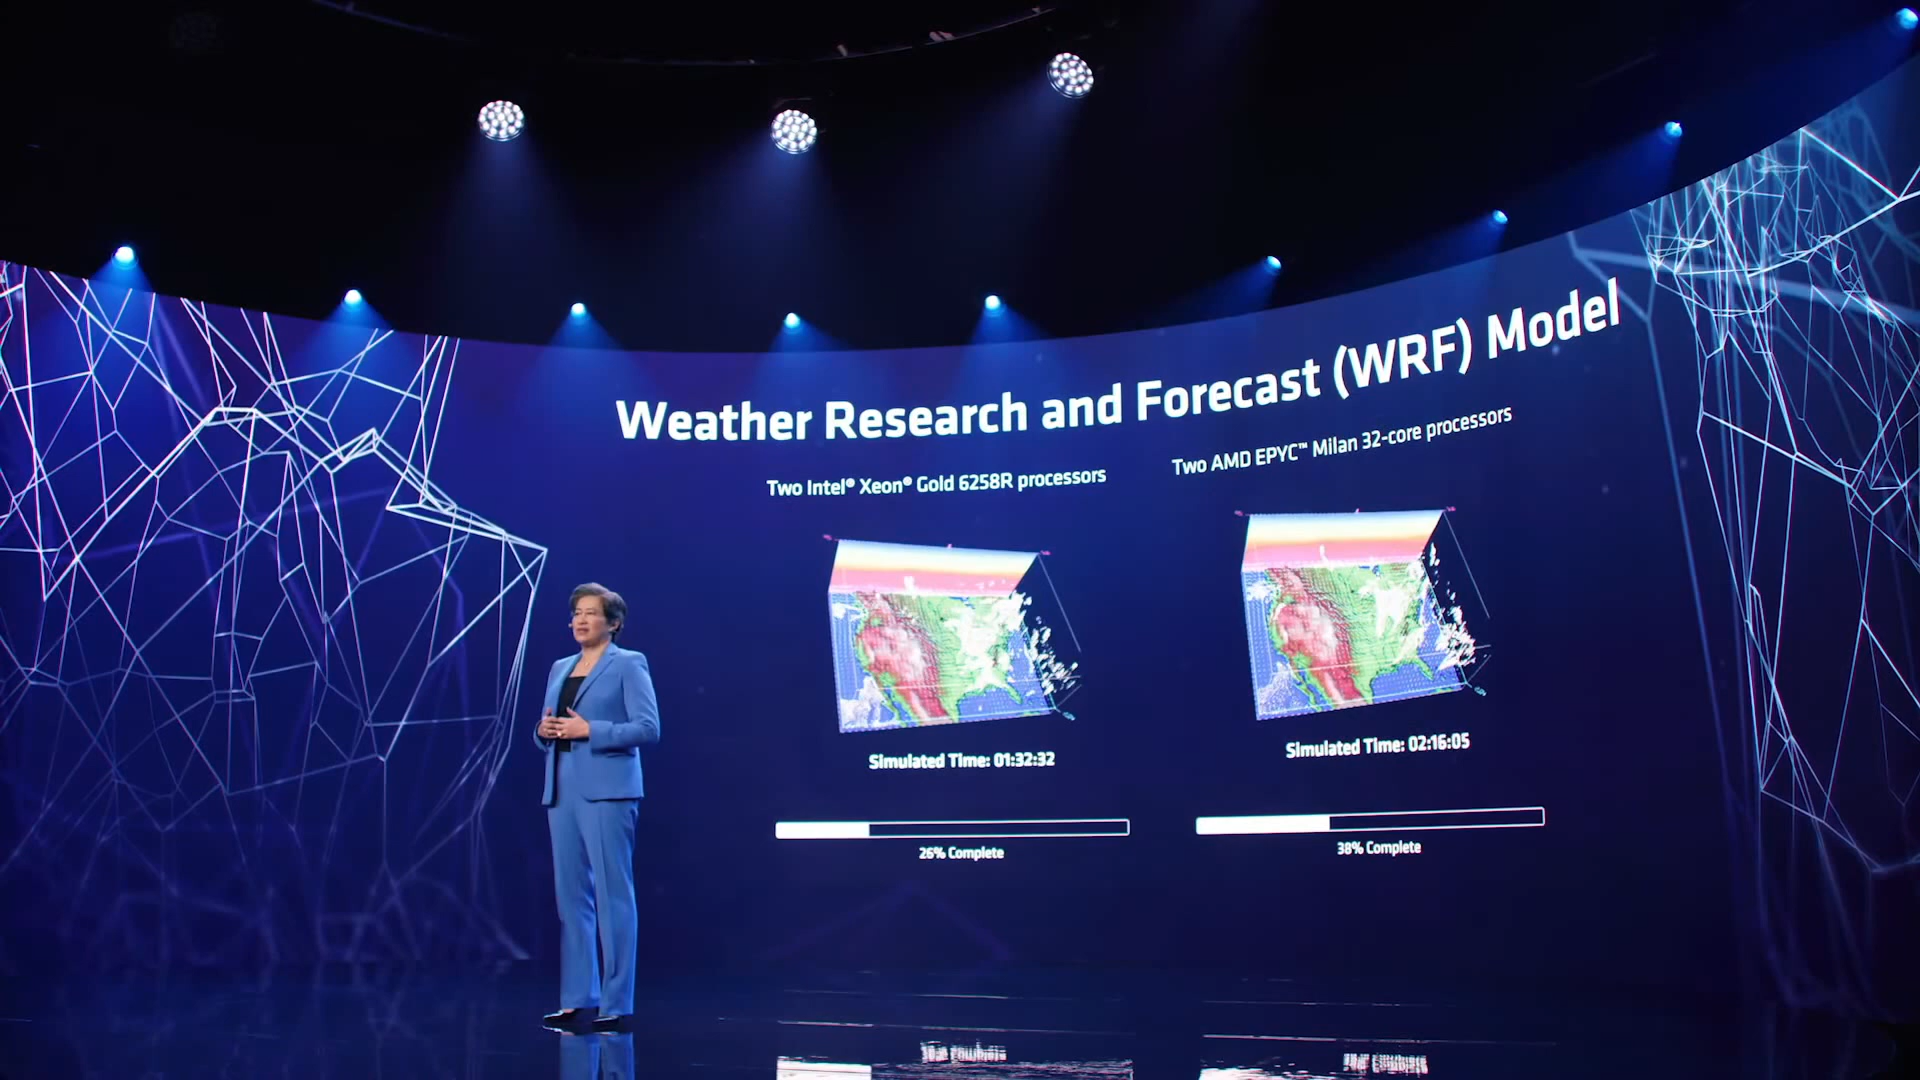 Weather Research and Forecast (WRF) Model
Two Intel® Xeon® Gold 6258R processors
Two AMD EPYC™ Milan 32-core processors
Simulated Time: 01:32:32
Simulated Time: 02:16:05
26% Complete
38% Complete